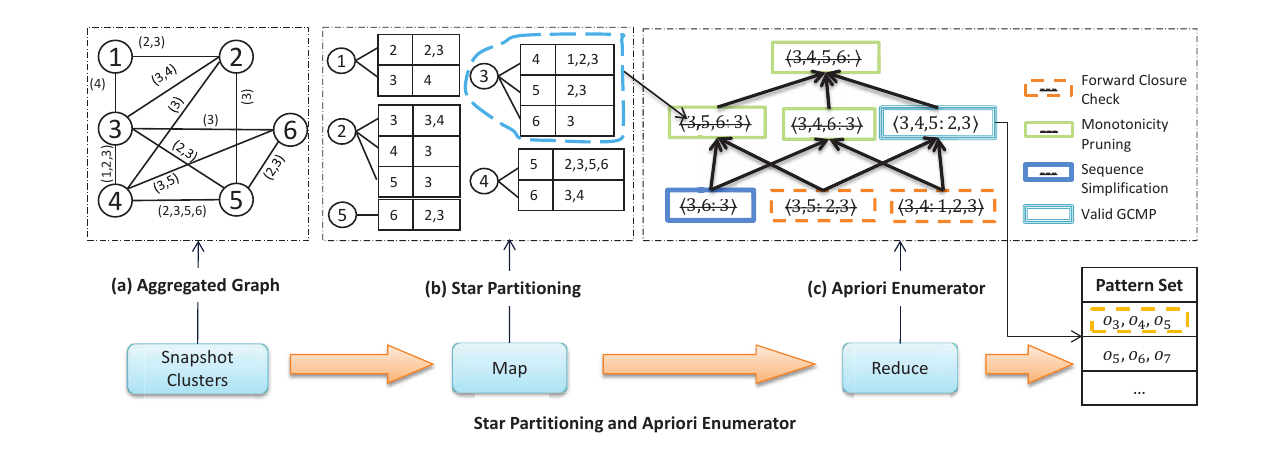 1
2
3
4
5
6
(2,3)
(4)
(3,4)
(3)
(3)
(3)
(1,2,3)
(2,3)
(3,5)
(2,3)
(2,3,5,6)
1
2 2,3
3 4
2
3 3,4
4 3
5 3
5
6 2,3
3
4 1,2,3
5 2,3
6 3
4
5 2,3,5,6
6 3,4
⟨3,4,5,6: ⟩
⟨3,5,6: 3⟩
⟨3,4,6: 3⟩
⟨3,4,5: 2,3⟩
⟨3,6: 3⟩
⟨3,5: 2,3⟩
⟨3,4: 1,2,3⟩
--- Forward Closure
Check
--- Monotonicity
Pruning
--- Sequence
Simplification
Valid GCMP
(a) Aggregated Graph
(b) Star Partitioning
(c) Apriori Enumerator
Snapshot
Clusters
Map
Reduce
Pattern Set
o₃, o₄, o₅
o₅, o₆, o₇
...
Star Partitioning and Apriori Enumerator